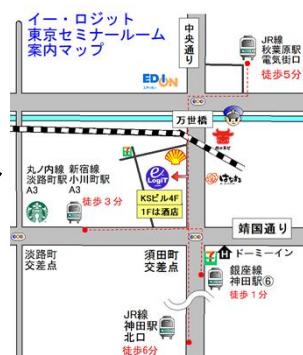 イー・ロジット
東京セミナールーム
案内マップ
中央通り
JR線
秋葉原駅
電気街口
徒歩5分
EDION
万世橋
丸ノ内線
淡路町駅
A3
新宿線
小川町駅
A3
徒歩3分
e
LogiT
KSビル4F
1Fは酒店
靖国通り
淡路町
交差点
須田町
交差点
ドーミーイン
銀座線
神田駅⑥
徒歩1分
JR線
神田駅
北口
徒歩6分